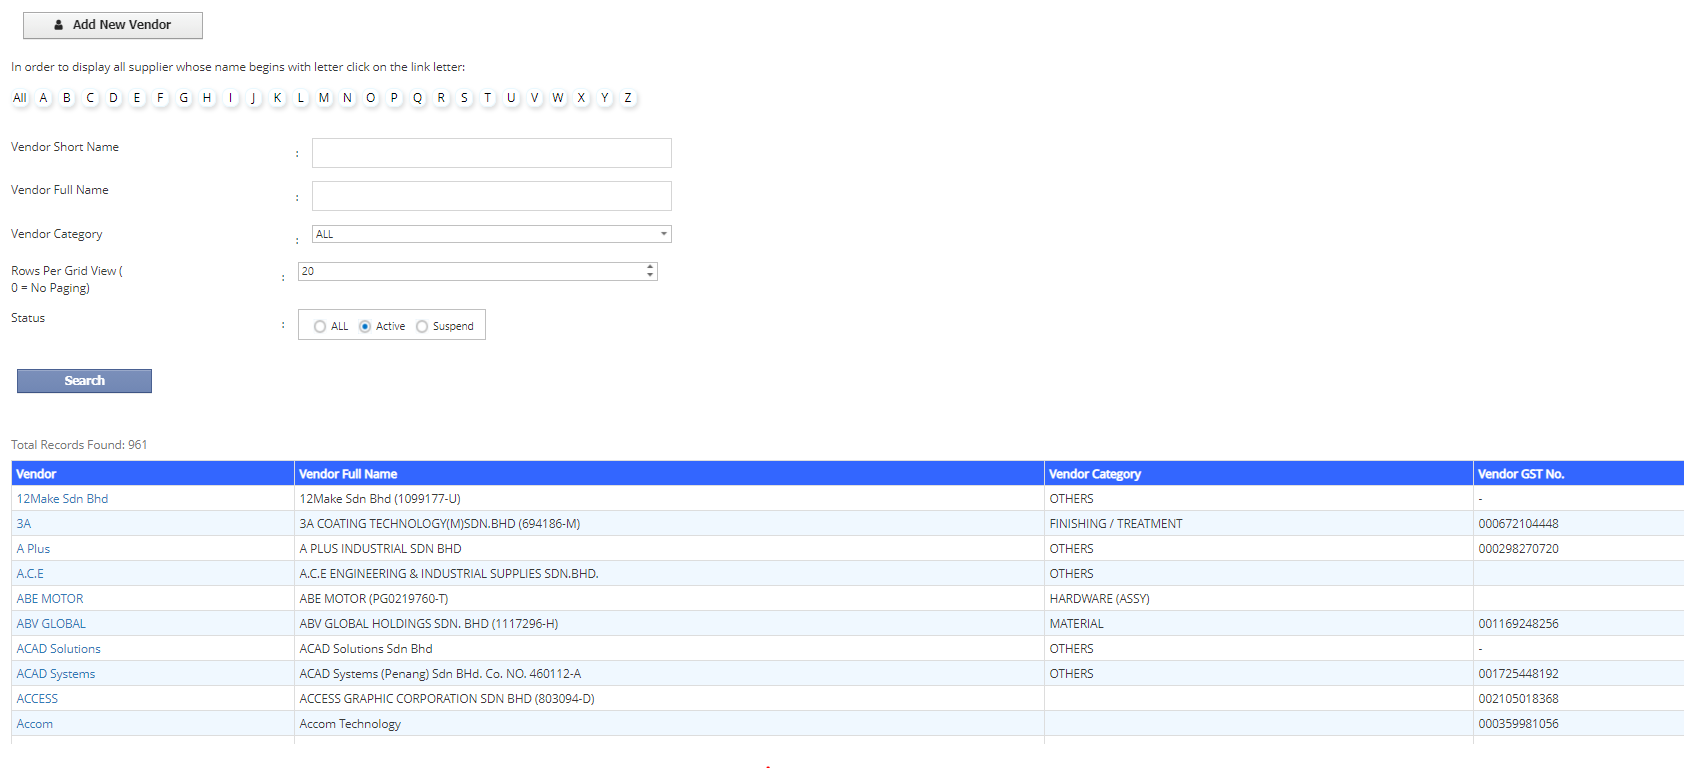 Add New Vendor
In order to display all supplier whose name begins with letter click on the link letter:
All A B C D E F G H I J K L M N O P Q R S T U V W X Y Z
Vendor Short Name :
Vendor Full Name :
Vendor Category : ALL
Rows Per Grid View (
0 = No Paging) : 20
Status : ALL Active Suspend
Search
Total Records Found: 961
Vendor Vendor Full Name Vendor Category Vendor GST No.
12Make Sdn Bhd 12Make Sdn Bhd (1099177-U) OTHERS -
3A 3A COATING TECHNOLOGY(M)SDN.BHD (694186-M) FINISHING / TREATMENT 000672104448
A Plus A PLUS INDUSTRIAL SDN BHD OTHERS 000298270720
A.C.E A.C.E ENGINEERING & INDUSTRIAL SUPPLIES SDN.BHD. OTHERS
ABE MOTOR ABE MOTOR (PG0219760-T) HARDWARE (ASSY)
ABV GLOBAL ABV GLOBAL HOLDINGS SDN. BHD (1117296-H) MATERIAL 001169248256
ACAD Solutions ACAD Solutions Sdn Bhd OTHERS -
ACAD Systems ACAD Systems (Penang) Sdn BHd. Co. NO. 460112-A OTHERS 001725448192
ACCESS ACCESS GRAPHIC CORPORATION SDN BHD (803094-D) 002105018368
Accom Accom Technology 000359981056